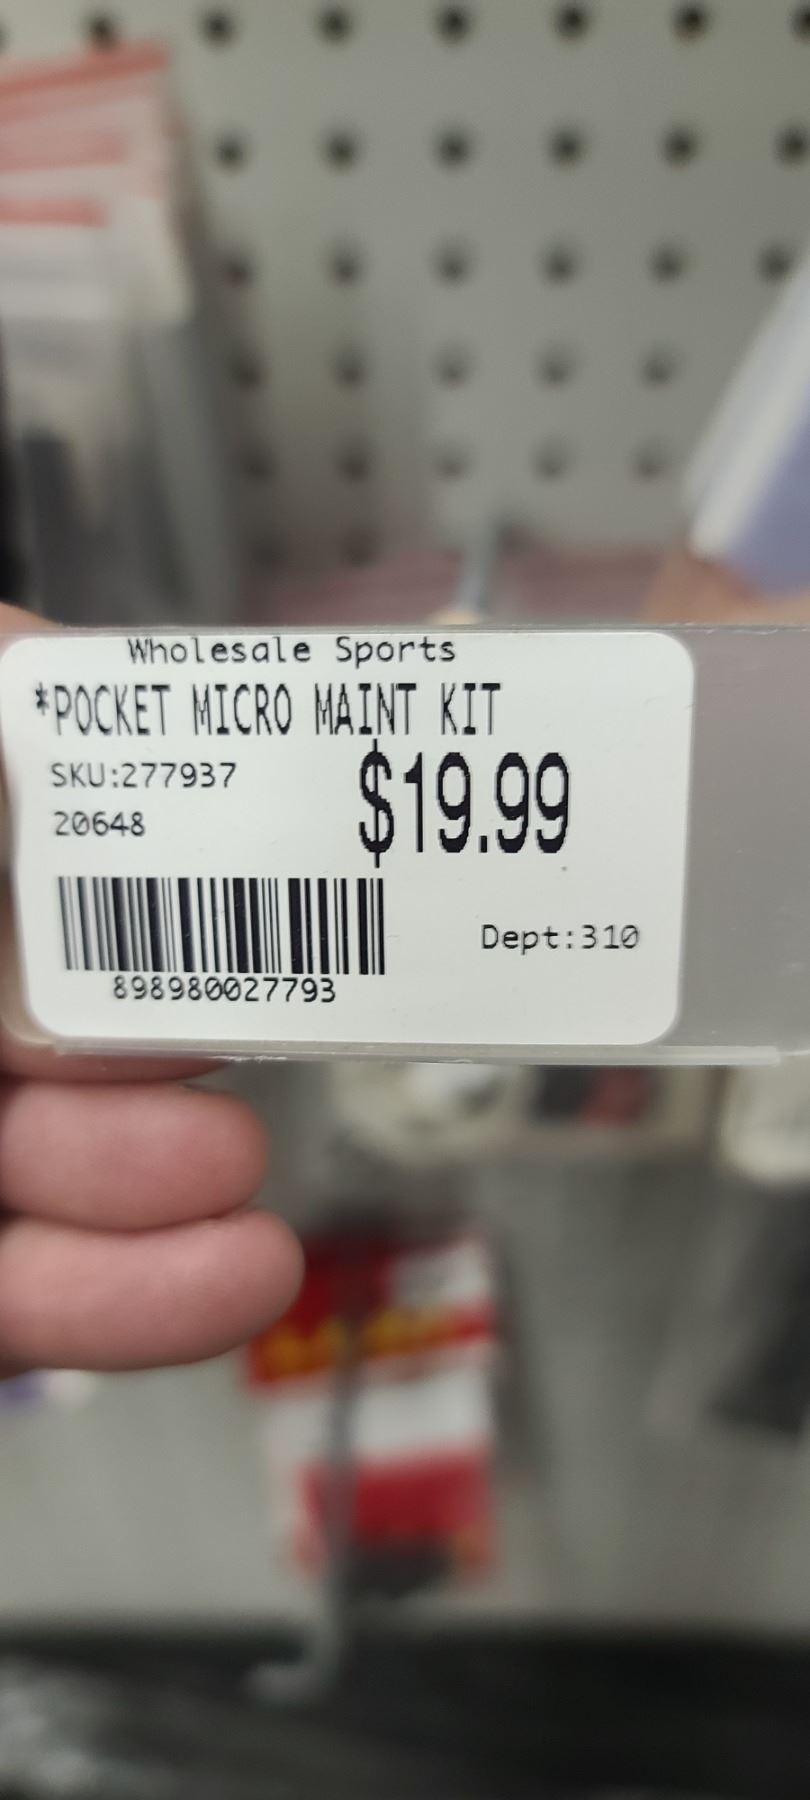 Wholesale Sports
*POCKET MICRO MAINT KIT
SKU:277937
$19.99
20648
Dept:310
898980027793